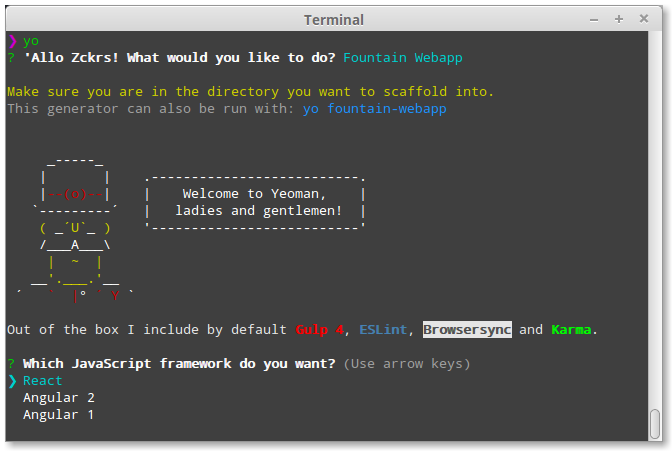 Terminal
❯ yo
? 'Allo Zckrs! What would you like to do? Fountain Webapp
Make sure you are in the directory you want to scaffold into.
This generator can also be run with: yo fountain-webapp
     _-----_
    |       |    .--------------------------.
    |--(o)--|    |    Welcome to Yeoman,    |
   `---------´   |   ladies and gentlemen!  |
    ( _´U`_ )    '--------------------------'
    /___A___\
     |  ~  |
   __'.___.'__
 ´   `  |° ´ Y `
Out of the box I include by default Gulp 4, ESLint, Browsersync and Karma.
? Which JavaScript framework do you want? (Use arrow keys)
❯ React
  Angular 2
  Angular 1